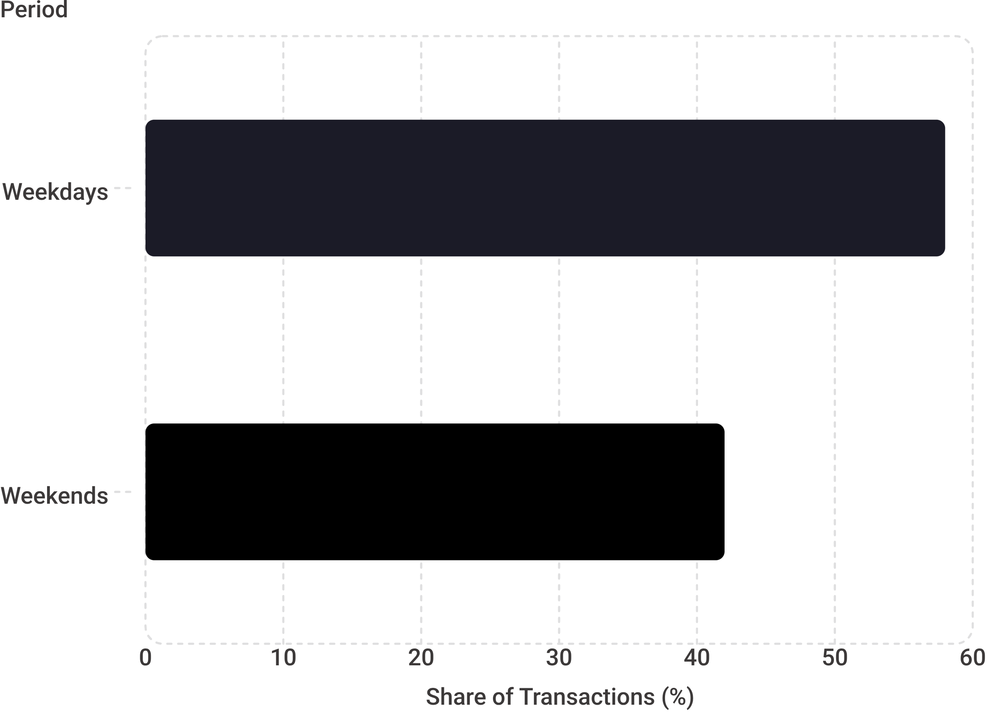 Period
Weekdays
Weekends
0 10 20 30 40 50 60
Share of Transactions (%)